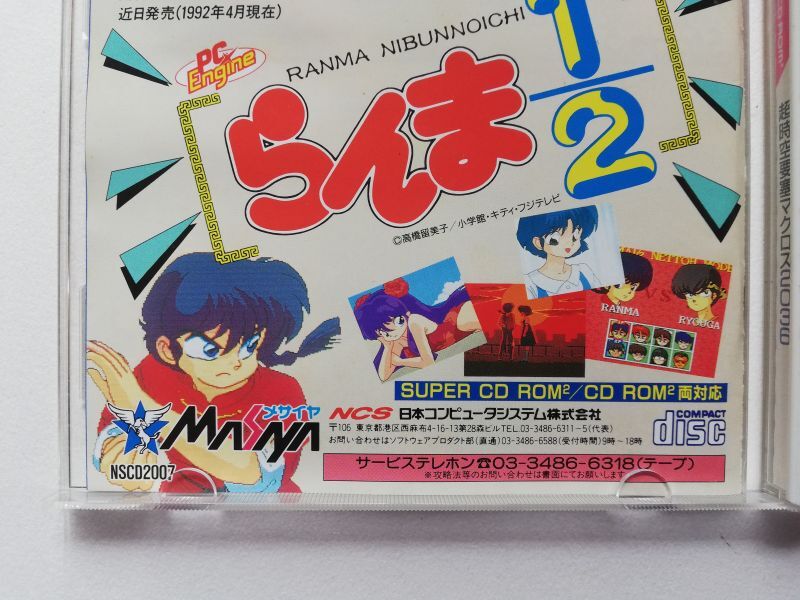 近日発売(1992年4月現在)
PC Engine
RANMA NIBUNNOICHI
らんま1/2
©高橋留美子/小学館・キティ・フジテレビ
VS
RANMA
RYOUGA
SUPER CD ROM²/CD ROM²両対応
メサイヤ
MASAYA
NCS 日本コンピュータシステム株式会社
〒106 東京都港区西麻布4-16-13第28森ビルTEL.03-3486-6311~5(代表)
お問い合わせはソフトウェアプロダクト部(直通)03-3486-6588(受付時間)9時~18時
COMPACT disc
NSCD2007
サービステレホン☎03-3486-6318(テープ)
※攻略法等のお問い合わせは書面にてお願いします
CD ROM²
超時空要塞マクロス2036